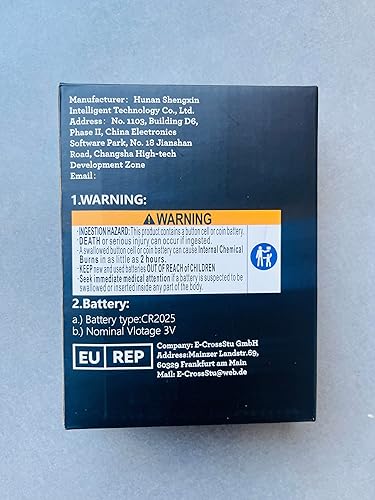 Manufacturer: Hunan Shengxin
Intelligent Technology Co., Ltd.
Address: No. 1103, Building D6,
Phase II, China Electronics
Software Park, No. 18 Jianshan
Road, Changsha High-tech
Development Zone
Email:
1.WARNING:
WARNING
· INGESTION HAZARD: This product contains a button cell or coin battery.
· DEATH or serious injury can occur if ingested.
· A swallowed button cell or coin battery can cause Internal Chemical
Burns in as little as 2 hours.
· KEEP new and used batteries OUT OF REACH of CHILDREN
· Seek immediate medical attention if a battery is suspected to be
swallowed or inserted inside any part of the body.
2.Battery:
a.) Battery type:CR2025
b.) Nominal Vlotage 3V
EU REP
Company: E-CrossStu GmbH
Address:Mainzer Landstr.69,
60329 Frankfurt am Main
Mail: E-CrossStu@web.de